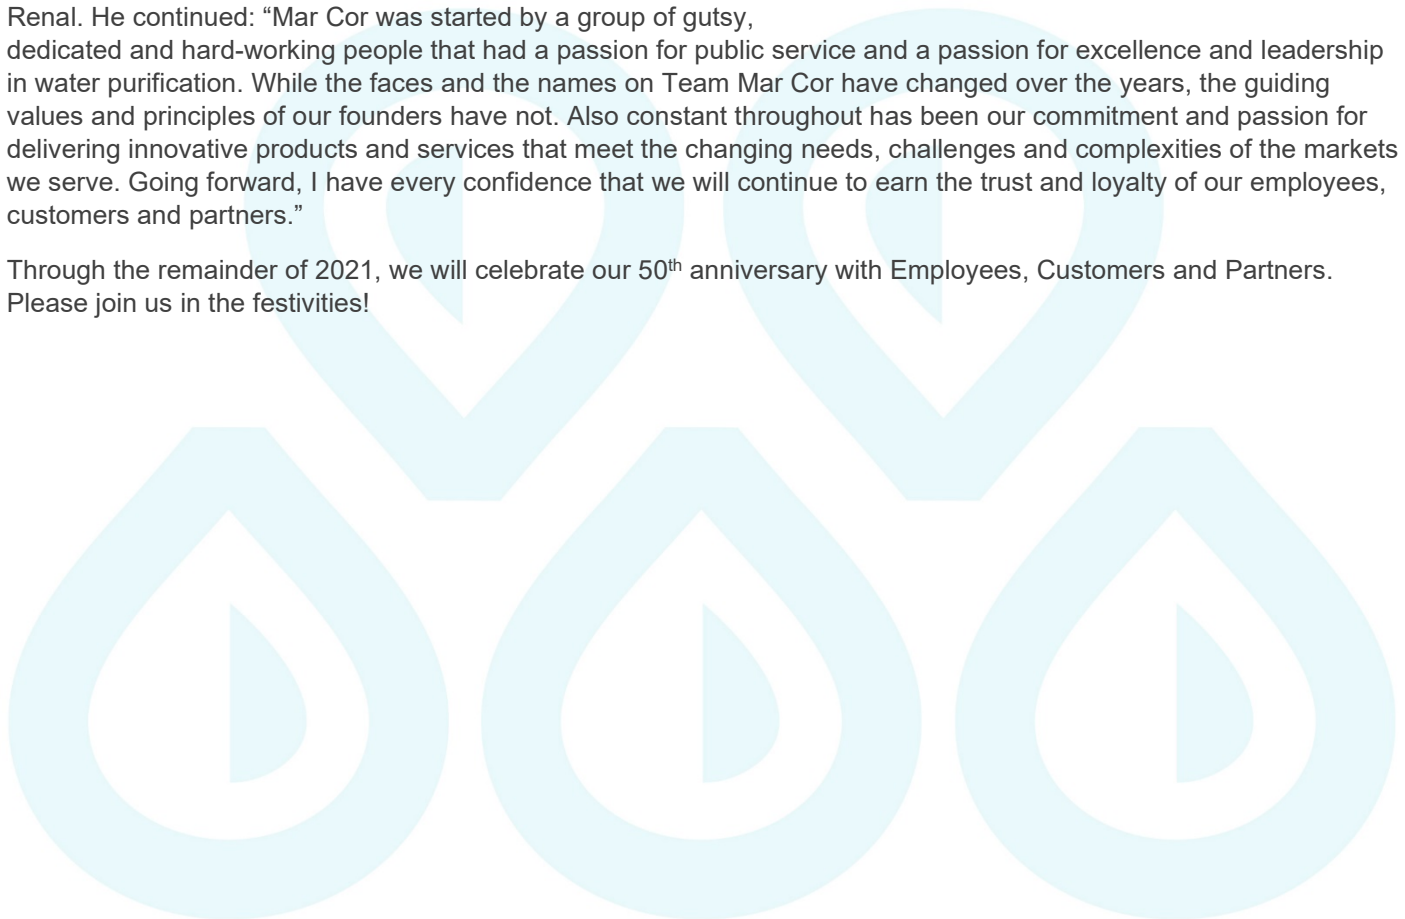 Renal. He continued: “Mar Cor was started by a group of gutsy,
dedicated and hard-working people that had a passion for public service and a passion for excellence and leadership
in water purification. While the faces and the names on Team Mar Cor have changed over the years, the guiding
values and principles of our founders have not. Also constant throughout has been our commitment and passion for
delivering innovative products and services that meet the changing needs, challenges and complexities of the markets
we serve. Going forward, I have every confidence that we will continue to earn the trust and loyalty of our employees,
customers and partners.”
Through the remainder of 2021, we will celebrate our 50th anniversary with Employees, Customers and Partners.
Please join us in the festivities!